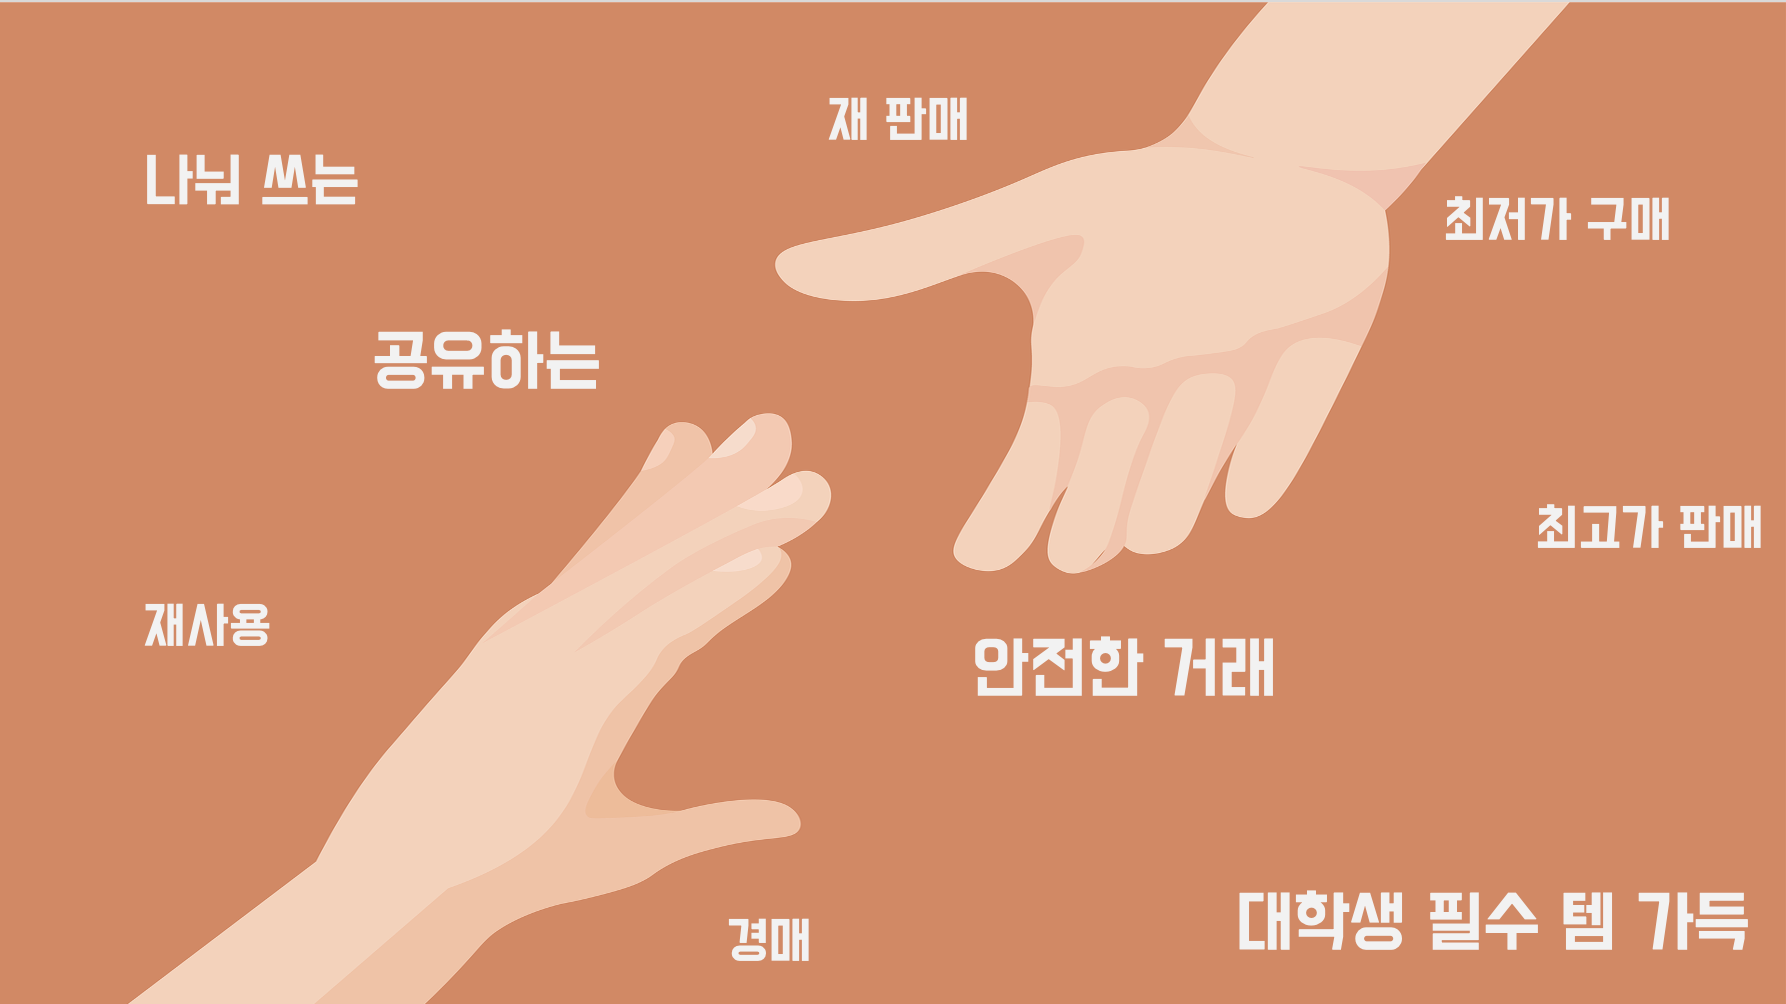 재 판매
나눠 쓰는
최저가 구매
공유하는
최고가 판매
재사용
안전한 거래
대학생 필수 템 가득
경매